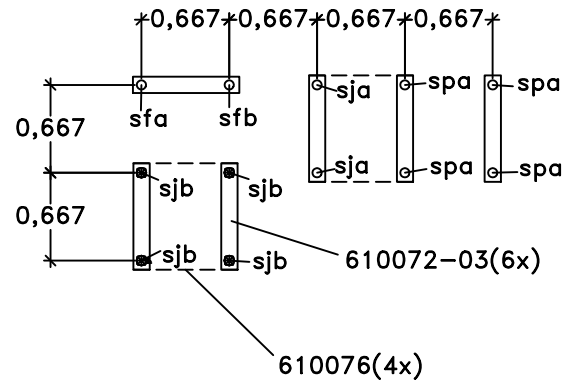 0,667 0,667 0,667 0,667
sja spa spa
0,667 sfa sfb
sja spa spa
sjb sjb
0,667
sjb sjb
610072-03(6x)
610076(4x)